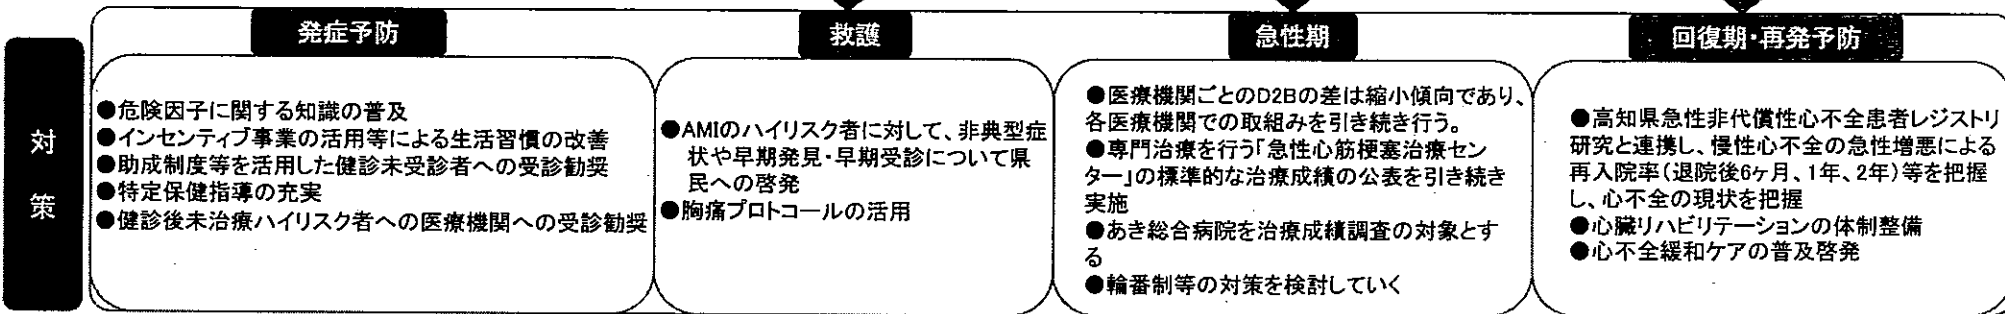 対策
発症予防
●危険因子に関する知識の普及
●インセンティブ事業の活用等による生活習慣の改善
●助成制度等を活用した健診未受診者への受診勧奨
●特定保健指導の充実
●健診後未治療ハイリスク者への医療機関への受診勧奨
救護
●AMIのハイリスク者に対して、非典型症
状や早期発見・早期受診について県
民への啓発
●胸痛プロトコールの活用
急性期
●医療機関ごとのD2Bの差は縮小傾向であり、
各医療機関での取組みを引き続き行う。
●専門治療を行う「急性心筋梗塞治療セン
ター」の標準的な治療成績の公表を引き続き
実施
●あき総合病院を治療成績調査の対象とす
る
●輪番制等の対策を検討していく
回復期・再発予防
●高知県急性非代償性心不全患者レジストリ
研究と連携し、慢性心不全の急性増悪による
再入院率(退院後6ヶ月、1年、2年)等を把握
し、心不全の現状を把握
●心臓リハビリテーションの体制整備
●心不全緩和ケアの普及啓発